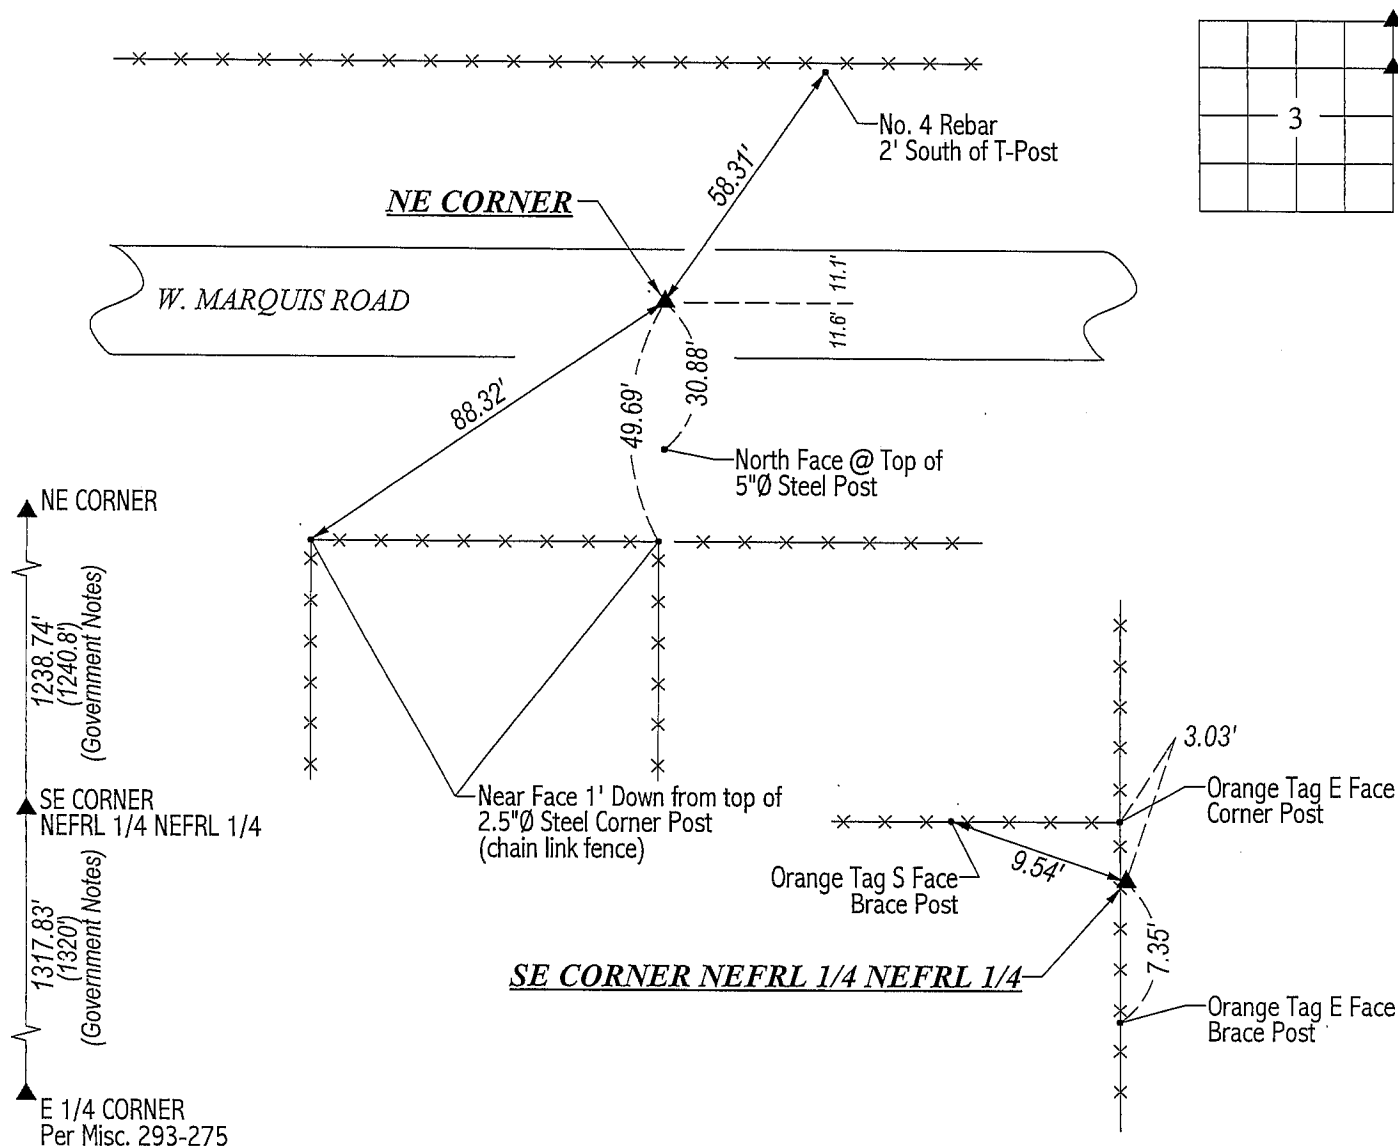 3
No. 4 Rebar
2' South of T-Post
58.31'
NE CORNER
W. MARQUIS ROAD
11.1'
11.6'
88.32'
49.69'
30.88'
North Face @ Top of
5"Ø Steel Post
NE CORNER
1238.74'
(1240.8')
(Government Notes)
SE CORNER
NEFRL 1/4 NEFRL 1/4
1317.83'
(1320')
(Government Notes)
E 1/4 CORNER
Per Misc. 293-275
Near Face 1' Down from top of
2.5"Ø Steel Corner Post
(chain link fence)
3.03'
Orange Tag E Face
Corner Post
9.54'
Orange Tag S Face
Brace Post
7.35'
SE CORNER NEFRL 1/4 NEFRL 1/4
Orange Tag E Face
Brace Post